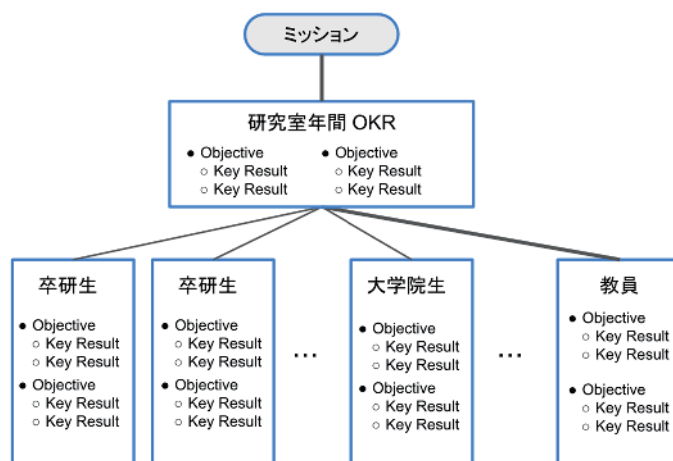 ミッション
研究室年間 OKR
● Objective
○ Key Result
○ Key Result
● Objective
○ Key Result
○ Key Result
卒研生
● Objective
○ Key Result
○ Key Result
● Objective
○ Key Result
○ Key Result
卒研生
● Objective
○ Key Result
○ Key Result
● Objective
○ Key Result
○ Key Result
…
大学院生
● Objective
○ Key Result
○ Key Result
● Objective
○ Key Result
○ Key Result
…
教員
● Objective
○ Key Result
○ Key Result
● Objective
○ Key Result
○ Key Result